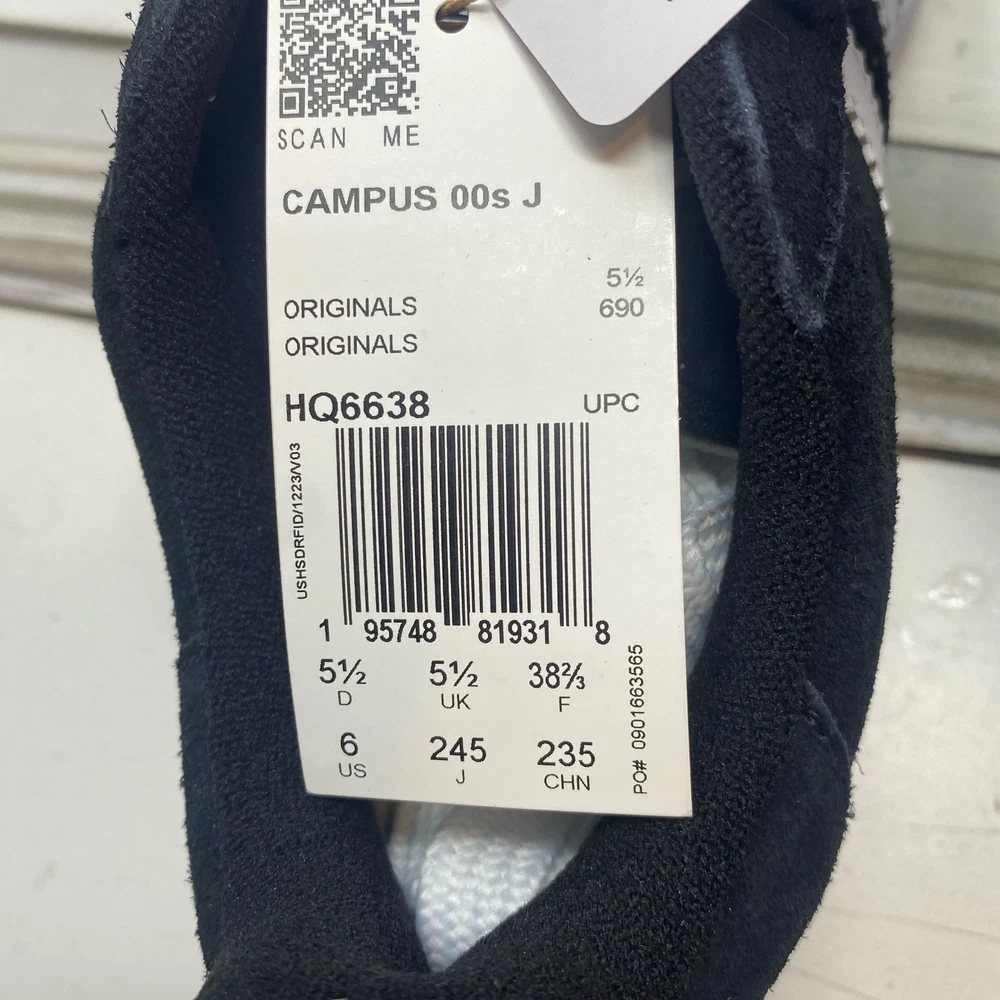 SCAN ME
CAMPUS 00s J
5½
ORIGINALS 690
ORIGINALS
HQ6638 UPC
USHSDRFID/1223/V03
1 95748 81931 8
5½ 5½ 38⅔
D UK F
6 245 235
US J CHN
PO# 0901663565